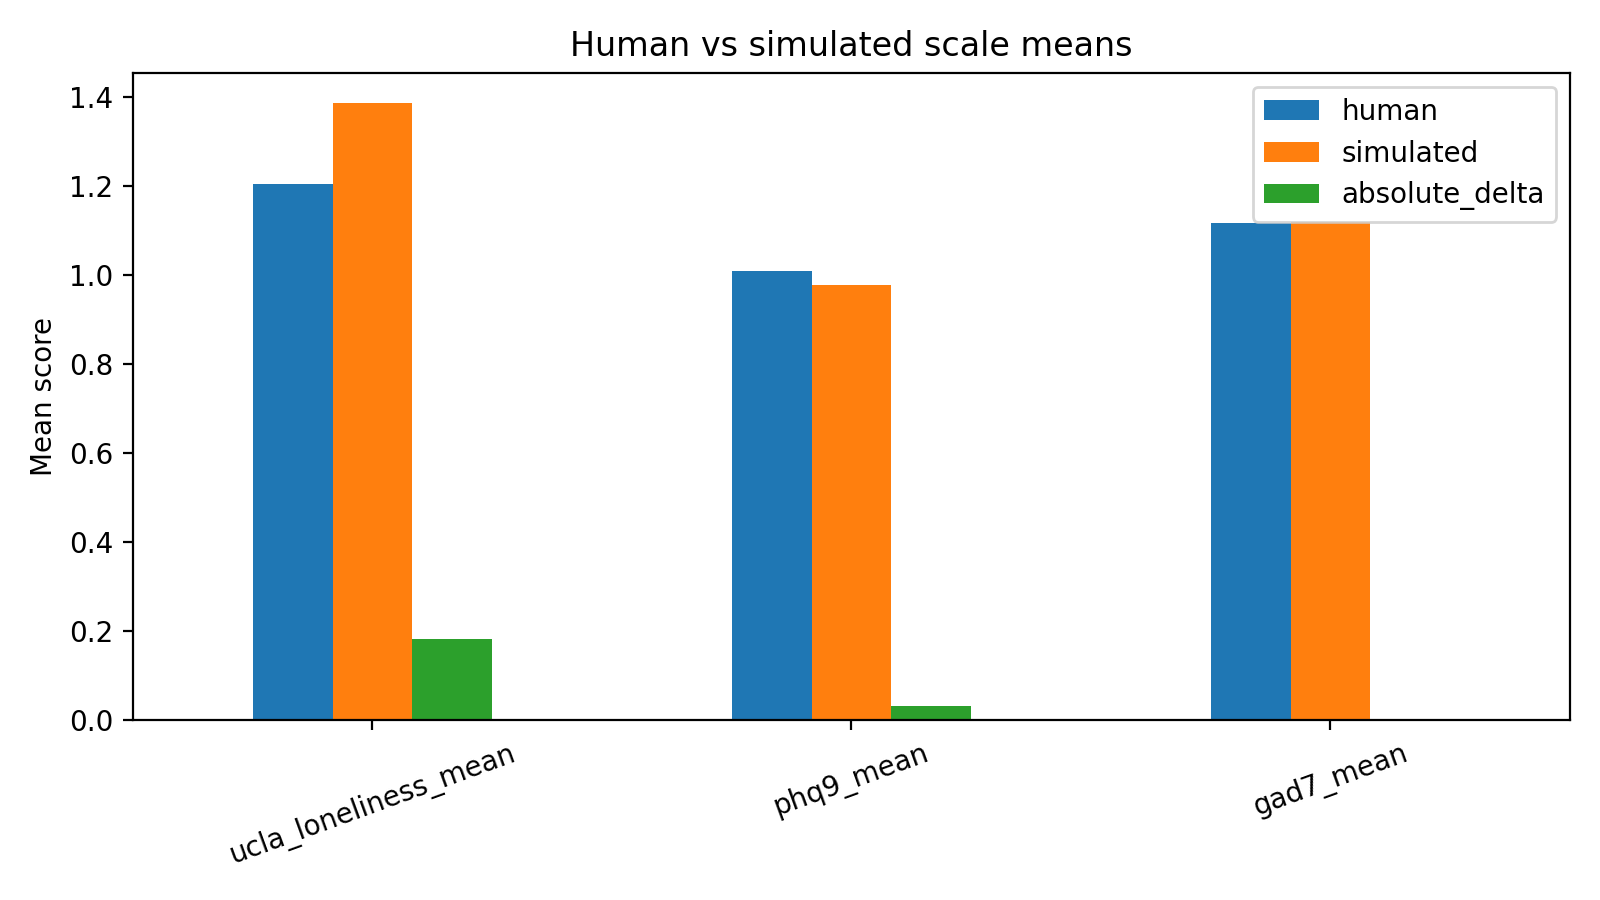 Human vs simulated scale means
human
simulated
absolute_delta
Mean score
1.4
1.2
1.0
0.8
0.6
0.4
0.2
0.0
ucla_loneliness_mean
phq9_mean
gad7_mean